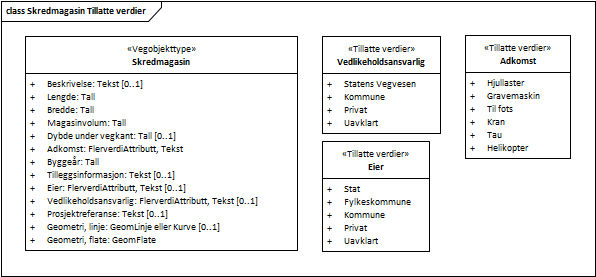 class Skredmagasin Tillatte verdier
«Vegobjekttype»
Skredmagasin
+ Beskrivelse: Tekst [0..1]
+ Lengde: Tall
+ Bredde: Tall
+ Magasinvolum: Tall
+ Dybde under vegkant: Tall [0..1]
+ Adkomst: FlerverdiAttributt, Tekst
+ Byggeår: Tall
+ Tilleggsinformasjon: Tekst [0..1]
+ Eier: FlerverdiAttributt, Tekst [0..1]
+ Vedlikeholdsansvarlig: FlerverdiAttributt, Tekst [0..1]
+ Prosjektreferanse: Tekst [0..1]
+ Geometri, linje: GeomLinje eller Kurve [0..1]
+ Geometri, flate: GeomFlate
«Tillatte verdier»
Vedlikeholdsansvarlig
+ Statens Vegvesen
+ Kommune
+ Privat
+ Uavklart
«Tillatte verdier»
Eier
+ Stat
+ Fylkeskommune
+ Kommune
+ Privat
+ Uavklart
«Tillatte verdier»
Adkomst
+ Hjullaster
+ Gravemaskin
+ Til fots
+ Kran
+ Tau
+ Helikopter